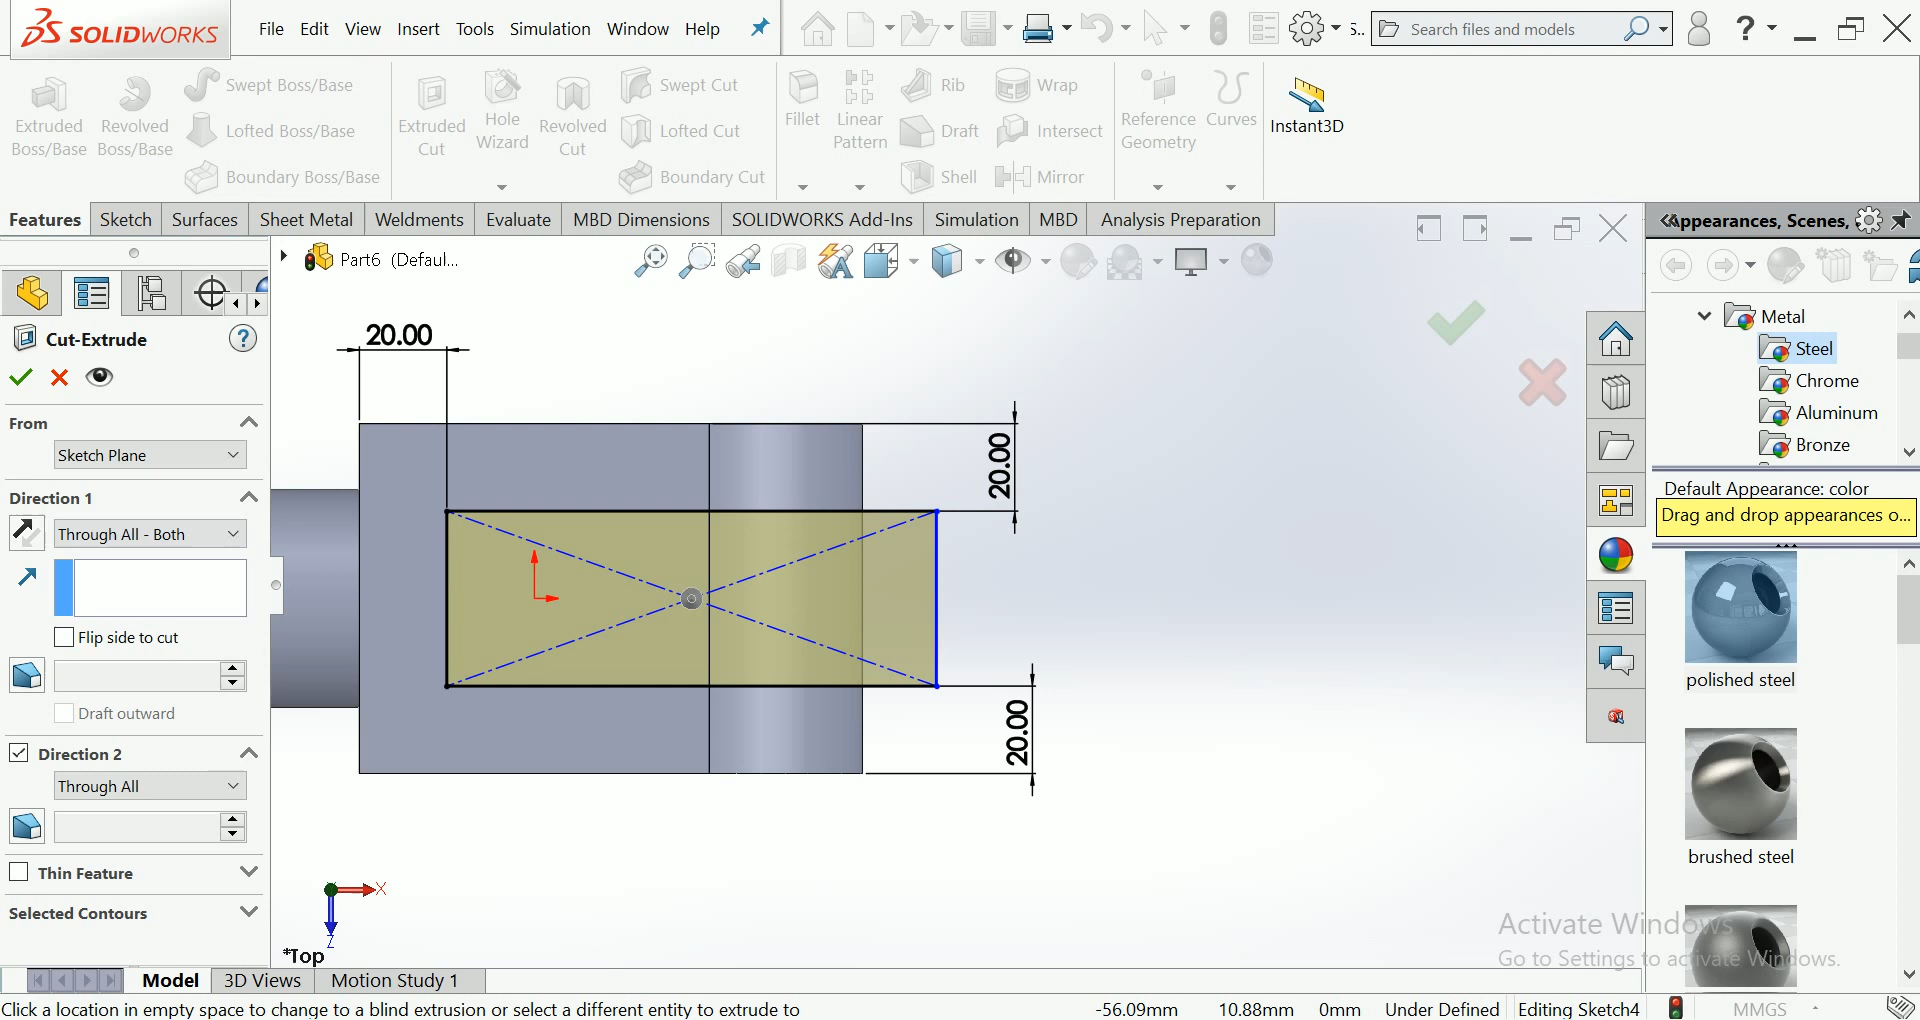 SOLIDWORKS
File Edit View Insert Tools Simulation Window Help
S..
Search files and models
?
Extruded Boss/Base
Revolved Boss/Base
Swept Boss/Base
Lofted Boss/Base
Boundary Boss/Base
Extruded Cut
Hole Wizard
Revolved Cut
Swept Cut
Lofted Cut
Boundary Cut
Fillet
Linear Pattern
Rib
Draft
Shell
Wrap
Intersect
Mirror
Reference Geometry
Curves
Instant3D
Features Sketch Surfaces Sheet Metal Weldments Evaluate MBD Dimensions SOLIDWORKS Add-Ins Simulation MBD Analysis Preparation
Appearances, Scenes,
Part6 (Defaul...
Cut-Extrude
?
From
Sketch Plane
Direction 1
Through All - Both
Flip side to cut
Draft outward
Direction 2
Through All
Thin Feature
Selected Contours
20.00
20.00
20.00
X
Z
*Top
Metal
Steel
Chrome
Aluminum
Bronze
Default Appearance: color
Drag and drop appearances o...
polished steel
brushed steel
Activate Windows
Go to Settings to activate Windows.
Model 3D Views Motion Study 1
Click a location in empty space to change to a blind extrusion or select a different entity to extrude to
-56.09mm 10.88mm 0mm Under Defined Editing Sketch4 MMGS